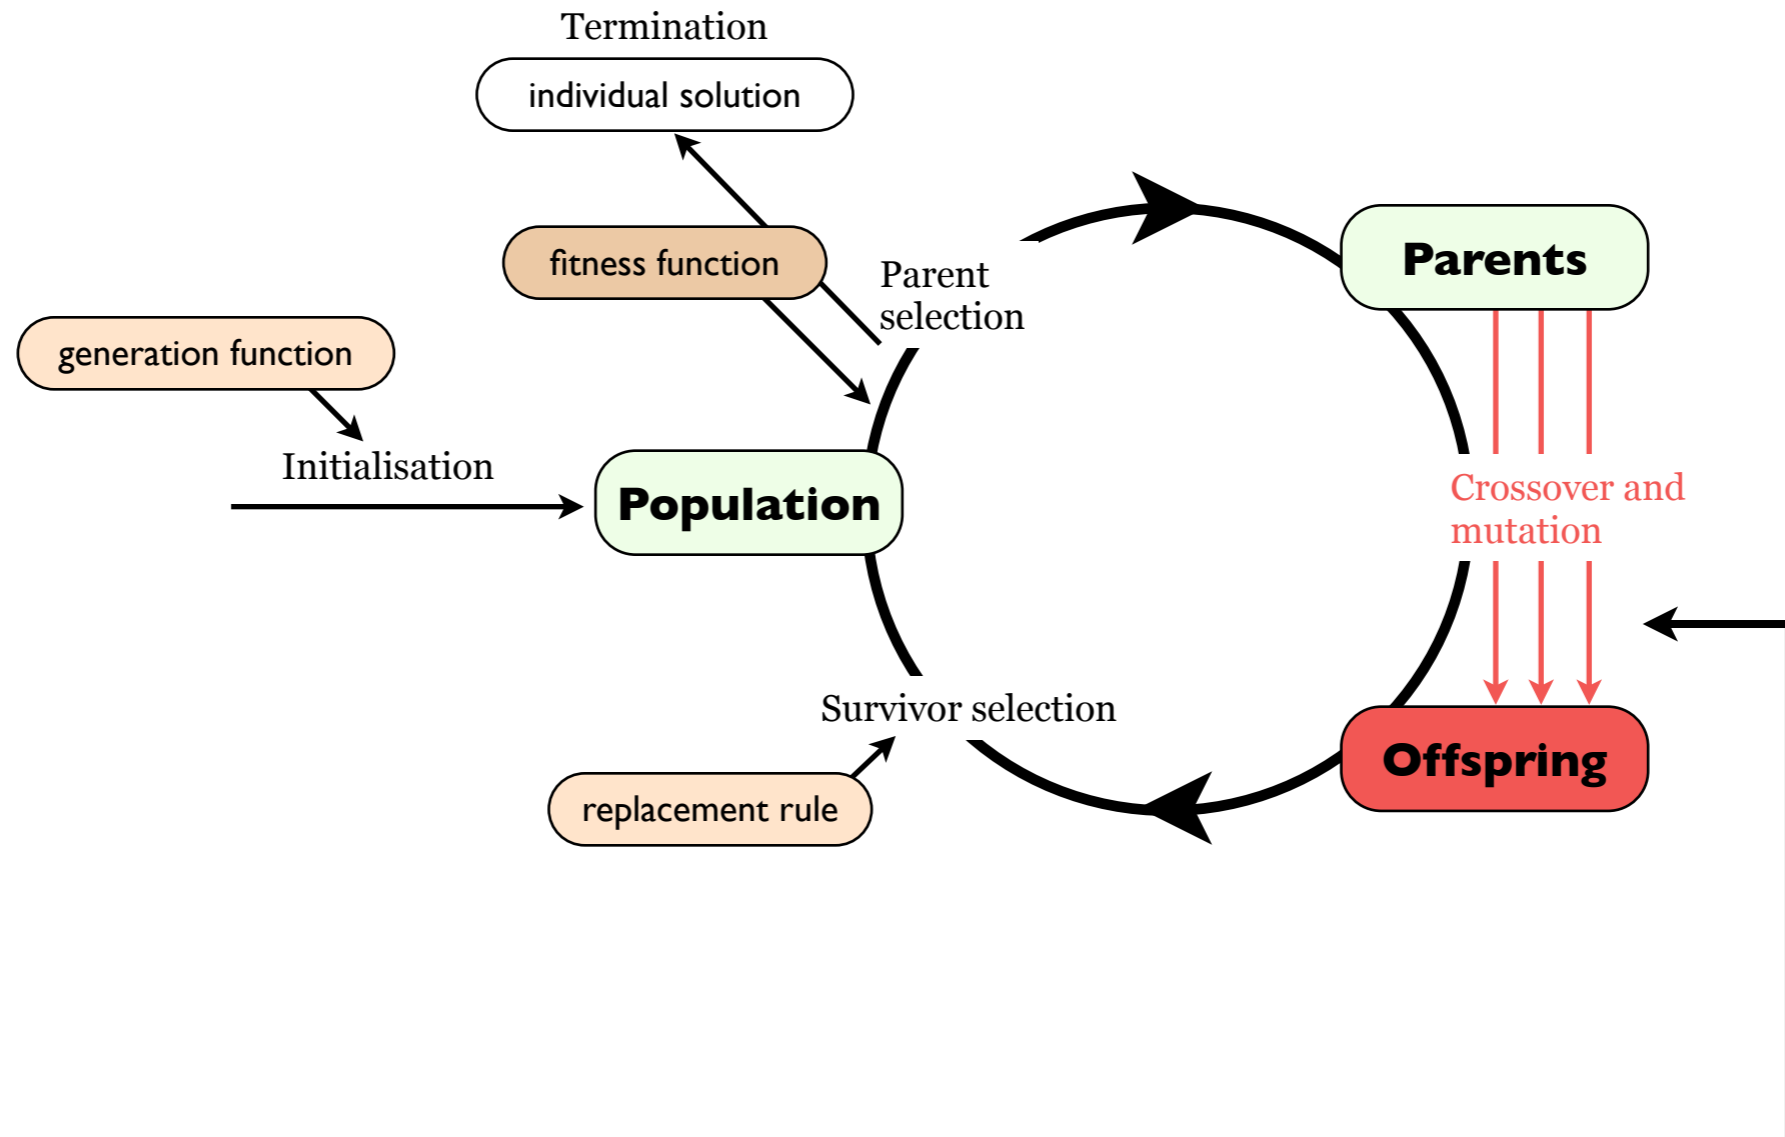 Termination
individual solution
fitness function
Parent
selection
Parents
generation function
Initialisation
Population
Crossover and
mutation
Survivor selection
Offspring
replacement rule